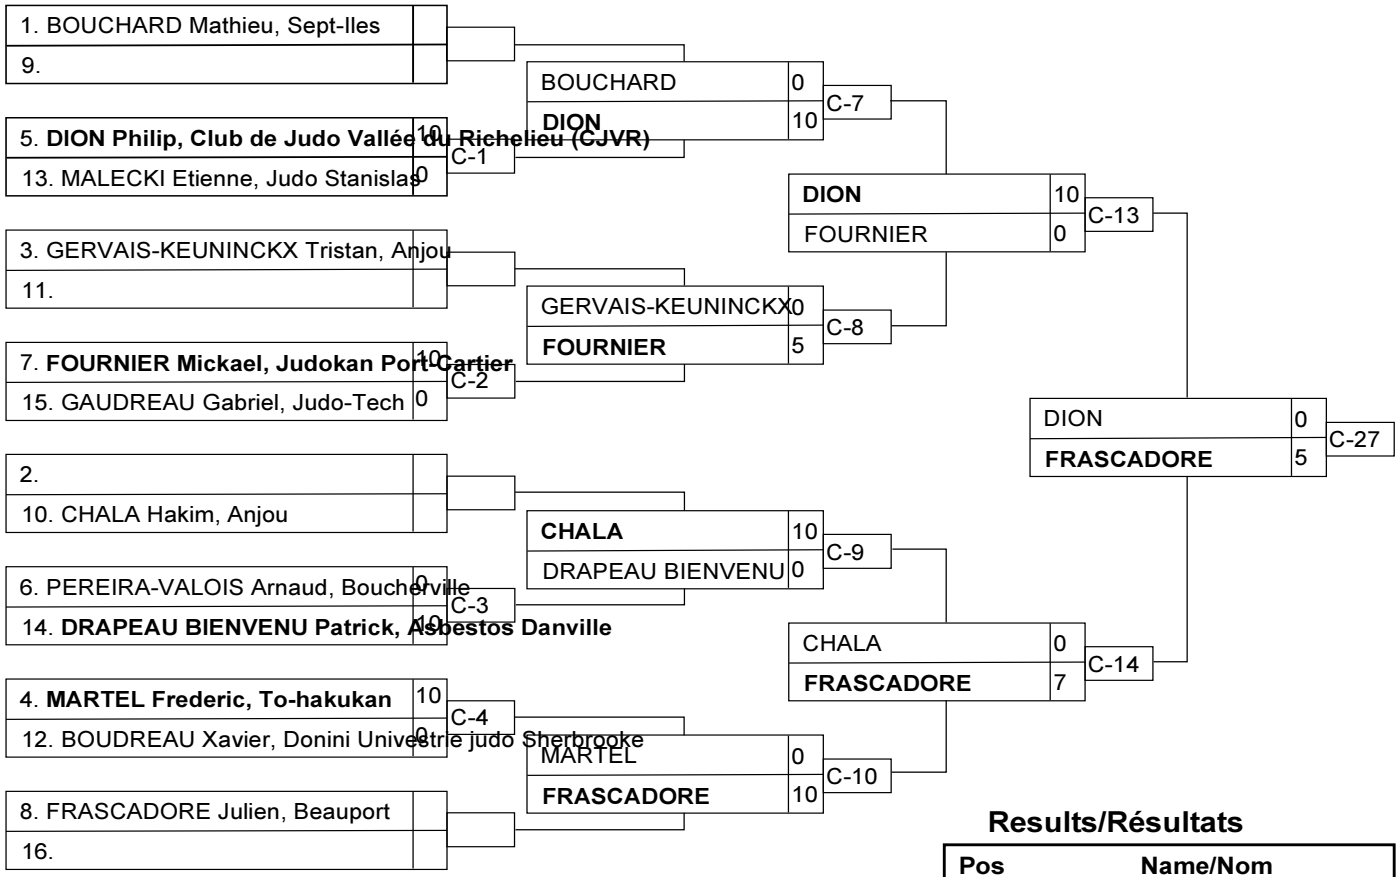 1. BOUCHARD Mathieu, Sept-Iles
9.
5. DION Philip, Club de Judo Vallée du Richelieu (CJVR) 10
13. MALECKI Etienne, Judo Stanislas 0
C-1
3. GERVAIS-KEUNINCKX Tristan, Anjou
11.
7. FOURNIER Mickael, Judokan Port-Cartier 10
15. GAUDREAU Gabriel, Judo-Tech 0
C-2
2.
10. CHALA Hakim, Anjou
6. PEREIRA-VALOIS Arnaud, Boucherville 0
14. DRAPEAU BIENVENU Patrick, Asbestos Danville 10
C-3
4. MARTEL Frederic, To-hakukan 10
12. BOUDREAU Xavier, Donini Univestrie judo Sherbrooke 0
C-4
8. FRASCADORE Julien, Beauport
16.
BOUCHARD 0
DION 10
C-7
GERVAIS-KEUNINCKX 0
FOURNIER 5
C-8
CHALA 10
DRAPEAU BIENVENU 0
C-9
MARTEL 0
FRASCADORE 10
C-10
DION 10
FOURNIER 0
C-13
CHALA 0
FRASCADORE 7
C-14
DION 0
FRASCADORE 5
C-27
Results/Résultats
Pos Name/Nom